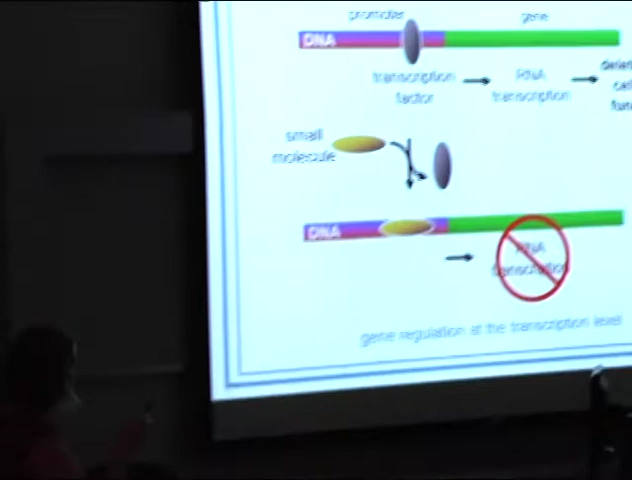 promoter
gene
DNA
transcription
factor
RNA
transcription
small
molecule
DNA
RNA
transcription
gene regulation at the transcription level